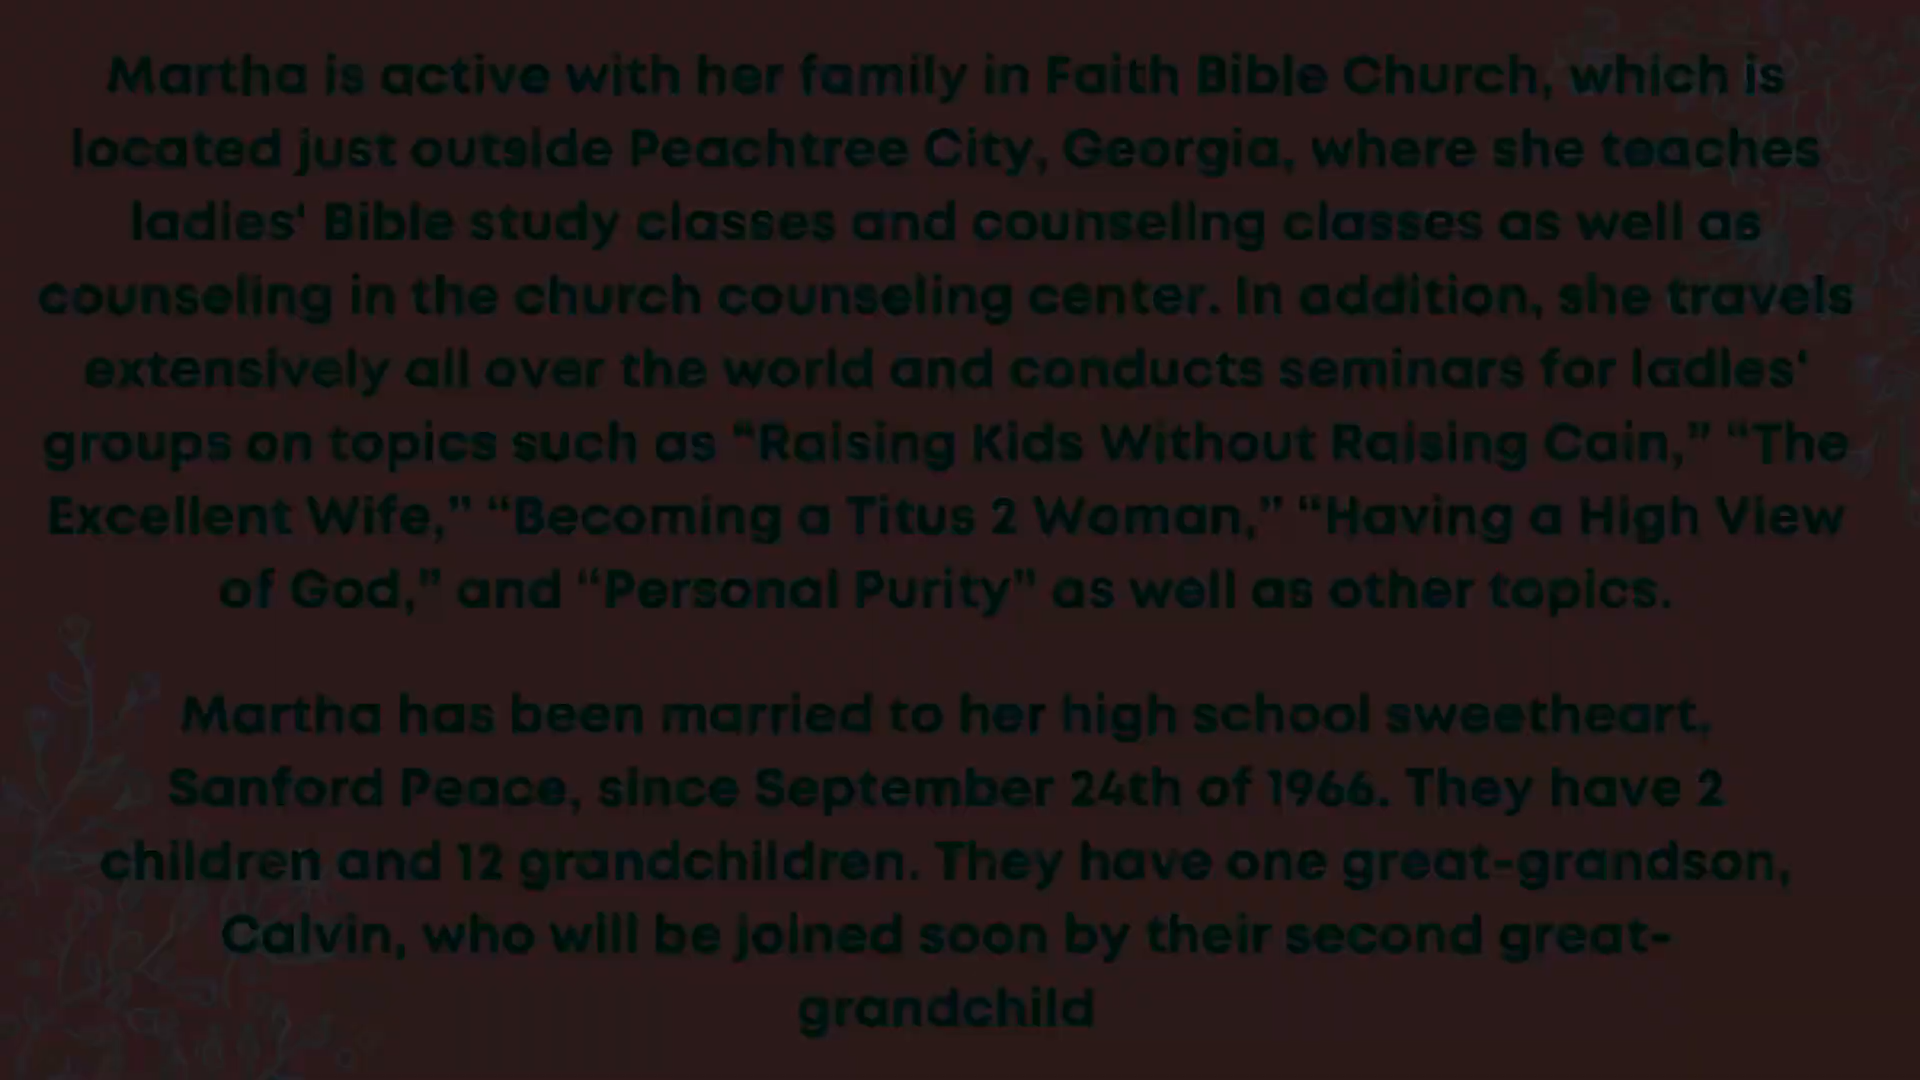 Martha is active with her family in Faith Bible Church, which is
located just outside Peachtree City, Georgia, where she teaches
ladies' Bible study classes and counseling classes as well as
counseling in the church counseling center. In addition, she travels
extensively all over the world and conducts seminars for ladies'
groups on topics such as “Raising Kids Without Raising Cain,” “The
Excellent Wife,” “Becoming a Titus 2 Woman,” “Having a High View
of God,” and “Personal Purity” as well as other topics.
Martha has been married to her high school sweetheart,
Sanford Peace, since September 24th of 1966. They have 2
children and 12 grandchildren. They have one great-grandson,
Calvin, who will be joined soon by their second great-
grandchild